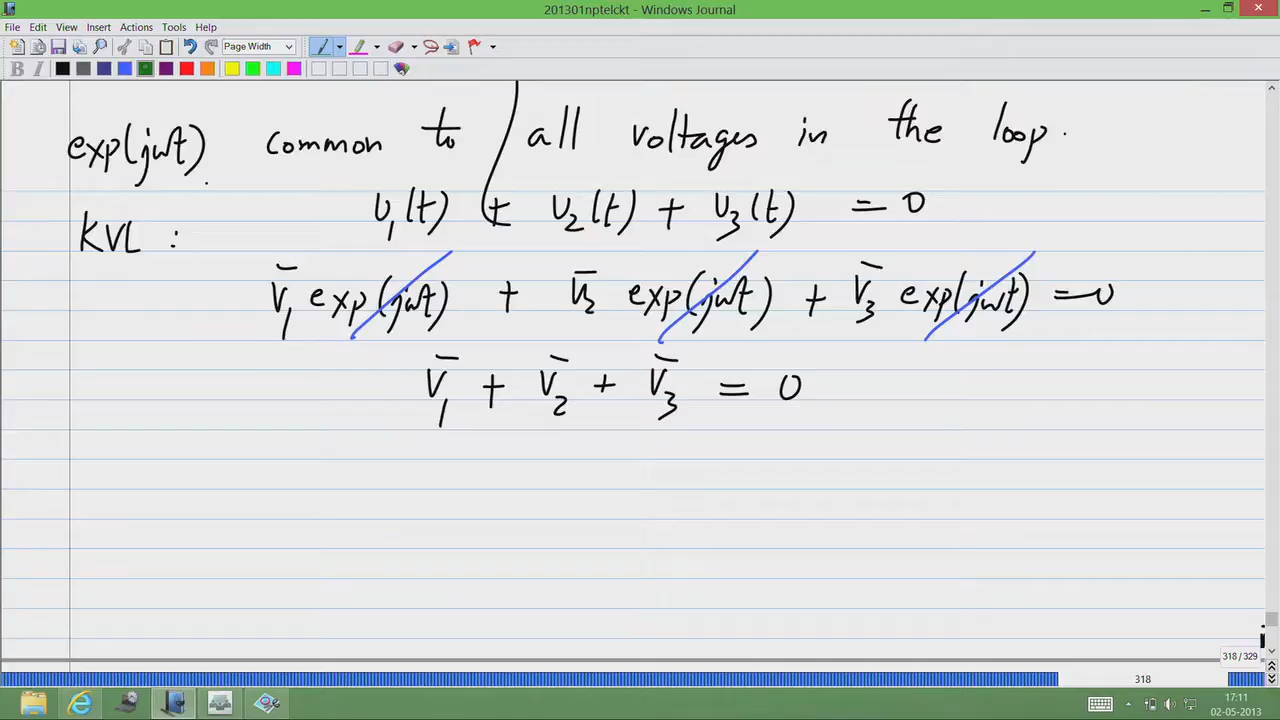 201301nptelckt - Windows Journal
File Edit View Insert Actions Tools Help
Page Width
B I
exp(jωt) common to all voltages in the loop.
KVL : v₁(t) + v₂(t) + v₃(t) = 0
V̄₁ exp(jωt) + V̄₂ exp(jωt) + V̄₃ exp(jωt) = 0
V̄₁ + V̄₂ + V̄₃ = 0
318 / 329
318
17:11
02-05-2013